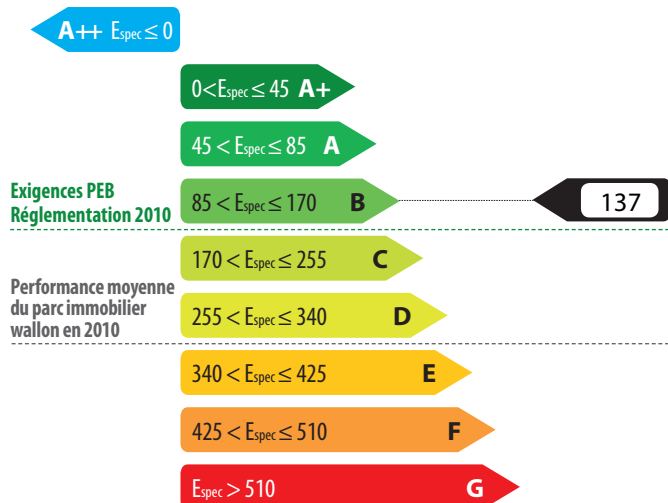 A++ Espec ≤ 0
0 < Espec ≤ 45 A+
45 < Espec ≤ 85 A
Exigences PEB
Réglementation 2010
85 < Espec ≤ 170 B
137
170 < Espec ≤ 255 C
Performance moyenne
du parc immobilier
wallon en 2010
255 < Espec ≤ 340 D
340 < Espec ≤ 425 E
425 < Espec ≤ 510 F
Espec > 510 G